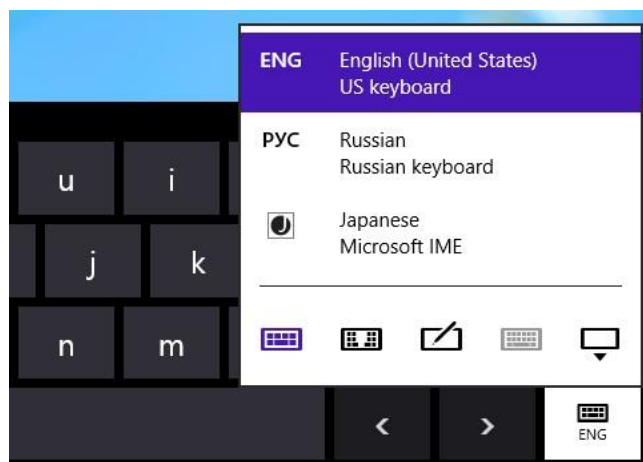 ENG English (United States)
US keyboard
РУС Russian
Russian keyboard
Japanese
Microsoft IME
u i
j k
n m
< >
ENG